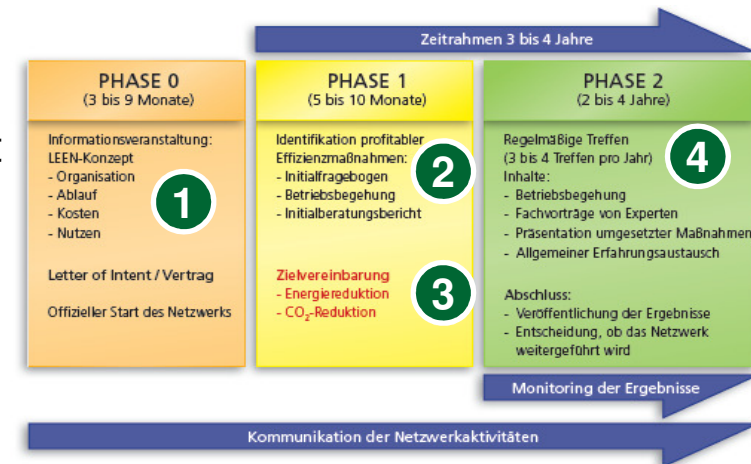 Zeitrahmen 3 bis 4 Jahre
PHASE 0
(3 bis 9 Monate)
Informationsveranstaltung:
LEEN-Konzept
- Organisation
- Ablauf
- Kosten
- Nutzen
1
Letter of Intent / Vertrag
Offizieller Start des Netzwerks
PHASE 1
(5 bis 10 Monate)
Identifikation profitabler
Effizienzmaßnahmen:
- Initialfragebogen
- Betriebsbegehung
- Initialberatungsbericht
2
Zielvereinbarung
- Energiereduktion
- CO₂-Reduktion
3
PHASE 2
(2 bis 4 Jahre)
Regelmäßige Treffen
(3 bis 4 Treffen pro Jahr)
Inhalte:
- Betriebsbegehung
- Fachvorträge von Experten
- Präsentation umgesetzter Maßnahmen
- Allgemeiner Erfahrungsaustausch
4
Abschluss:
- Veröffentlichung der Ergebnisse
- Entscheidung, ob das Netzwerk
weitergeführt wird
Monitoring der Ergebnisse
Kommunikation der Netzwerkaktivitäten